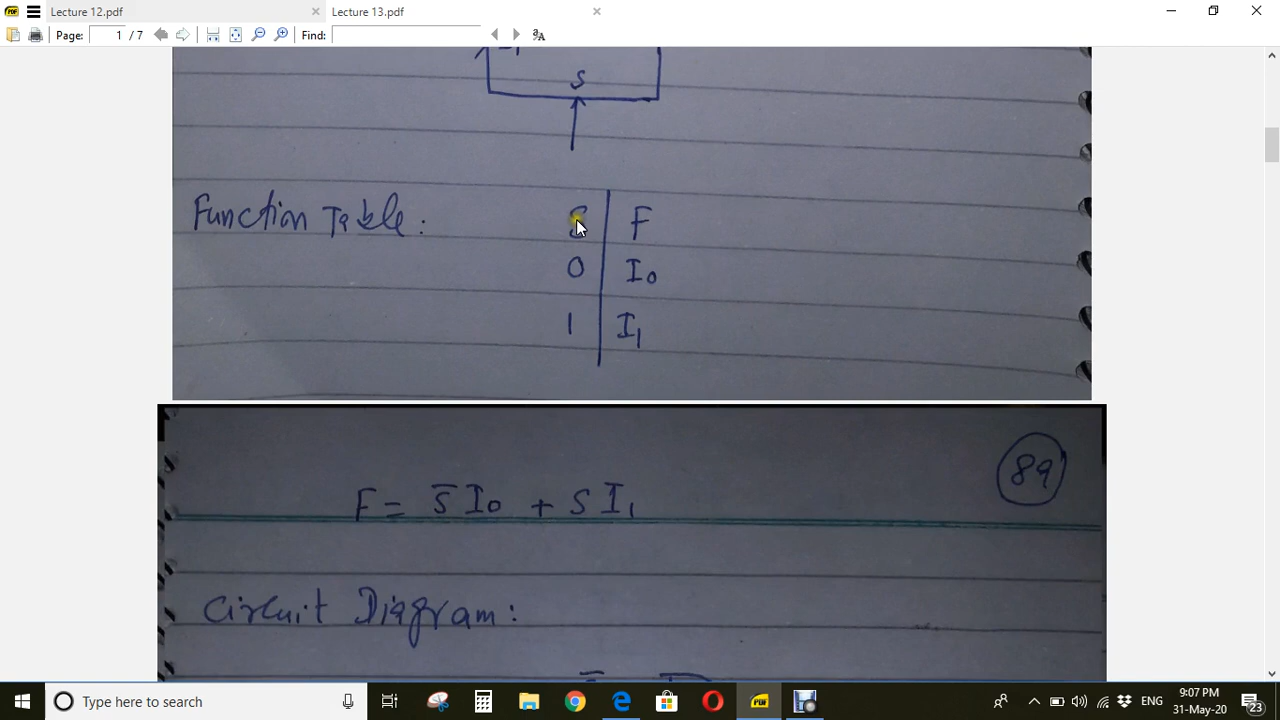 Lecture 12.pdf
Lecture 13.pdf
Page: 1 / 7 Find:
S
Function Table: S F
0 I0
1 I1
89
F = S̅ I0 + S I1
Circuit Diagram:
Type here to search
ENG
9:07 PM
31-May-20
23